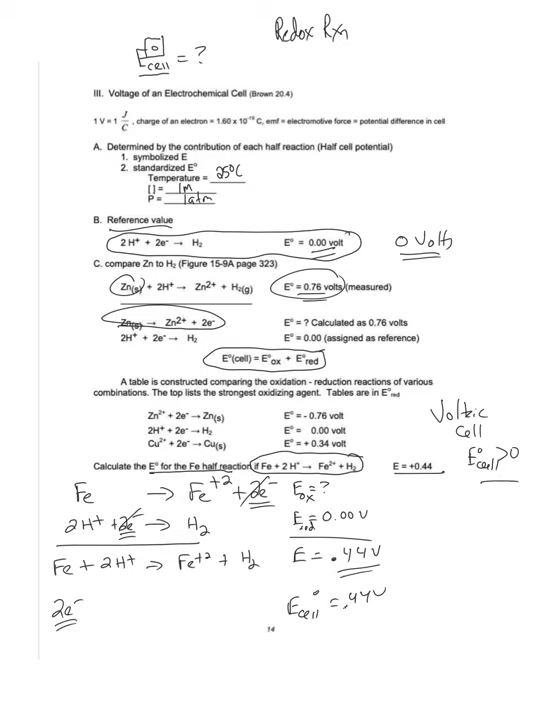 Redox Rxn
Ecell = ?
III. Voltage of an Electrochemical Cell (Brown 20.4)
1 V = 1 J/C, charge of an electron = 1.60 x 10⁻¹⁹ C, emf = electromotive force = potential difference in cell
A. Determined by the contribution of each half reaction (Half cell potential)
1. symbolized E
2. standardized E°
Temperature = 25°C
[ ] = 1M
P = 1atm
B. Reference value
2 H⁺ + 2e⁻ → H₂ E° = 0.00 volt
0 Volts
C. compare Zn to H₂ (Figure 15-9A page 323)
Zn(s) + 2H⁺ → Zn²⁺ + H₂(g) E° = 0.76 volts (measured)
Zn(s) → Zn²⁺ + 2e⁻ E° = ? Calculated as 0.76 volts
2H⁺ + 2e⁻ → H₂ E° = 0.00 (assigned as reference)
E°(cell) = E°ox + E°red
A table is constructed comparing the oxidation - reduction reactions of various
combinations. The top lists the strongest oxidizing agent. Tables are in E°red
Zn²⁺ + 2e⁻ → Zn(s) E° = - 0.76 volt
2H⁺ + 2e⁻ → H₂ E° = 0.00 volt
Cu²⁺ + 2e⁻ → Cu(s) E° = + 0.34 volt
Voltaic
Cell
E°cell > 0
Calculate the E° for the Fe half reaction if Fe + 2 H⁺ → Fe²⁺ + H₂ E = +0.44
Fe → Fe⁺² + 2e⁻ Eox = ?
2H⁺ + 2e⁻ → H₂ Ered = 0.00 V
Fe + 2H⁺ → Fe⁺² + H₂ E = .44V
2e⁻
E°cell = .44V
14